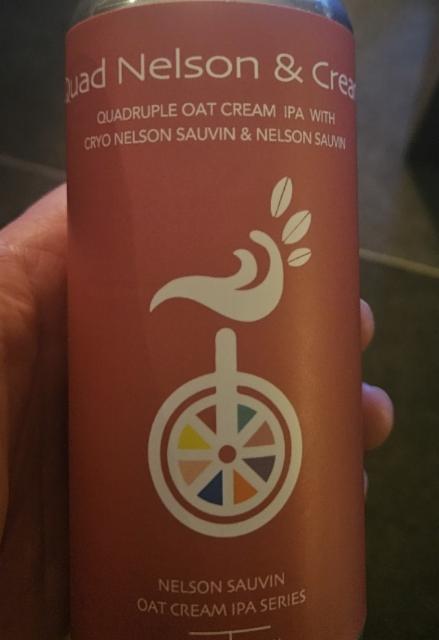 Quad Nelson & Crea
QUADRUPLE OAT CREAM IPA WITH
CRYO NELSON SAUVIN & NELSON SAUVIN
NELSON SAUVIN
OAT CREAM IPA SERIES